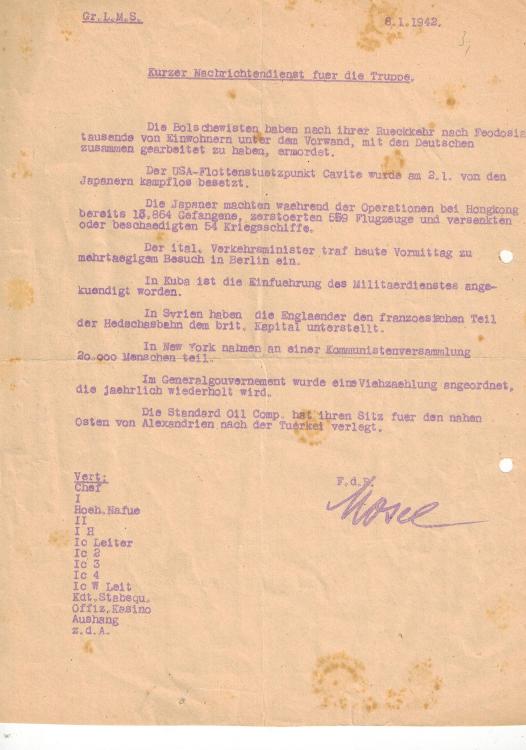 Gr.L.M.S.
8.1.1942.
Kurzer Nachrichtendienst fuer die Truppe.
Die Bolschewisten haben nach ihrer Rueckkehr nach Feodosia
tausende von Einwohnern unter dem Vorwand, mit den Deutschen
zusammen gearbeitet zu haben, ermordet.
Der USA-Flottenstuetzpunkt Cavite wurde am 2.1. von den
Japanern kampflos besetzt.
Die Japaner machten waehrend der Operationen bei Hongkong
bereits 13.864 Gefangene, zerstoerten 559 Flugzeuge und versenkten
oder beschaedigten 54 Kriegsschiffe.
Der ital. Verkehrsminister traf heute Vormittag zu
mehrtaegigem Besuch in Berlin ein.
In Kuba ist die Einfuehrung des Militaerdienstes ange-
kuendigt worden.
In Syrien haben die Englaender den franzoesischen Teil
der Hedschasbahn dem brit. Kapital unterstellt.
In New York nahmen an einer Kommunistenversammlung
20.000 Menschen teil.
Im Generalgouvernement wurde eine Viehzaehlung angeordnet,
die jaehrlich wiederholt wird.
Die Standard Oil Comp. hat ihren Sitz fuer den nahen
Osten von Alexandrien nach der Tuerkei verlegt.
Vert:
Chef
I
Hoeh.Nafue
II
I H
Ic Leiter
Ic 2
Ic 3
Ic 4
Ic W Leit
Kdt.Stabsqu.
Offiz.Kasino
Aushang
z.d.A.
F.d.R.